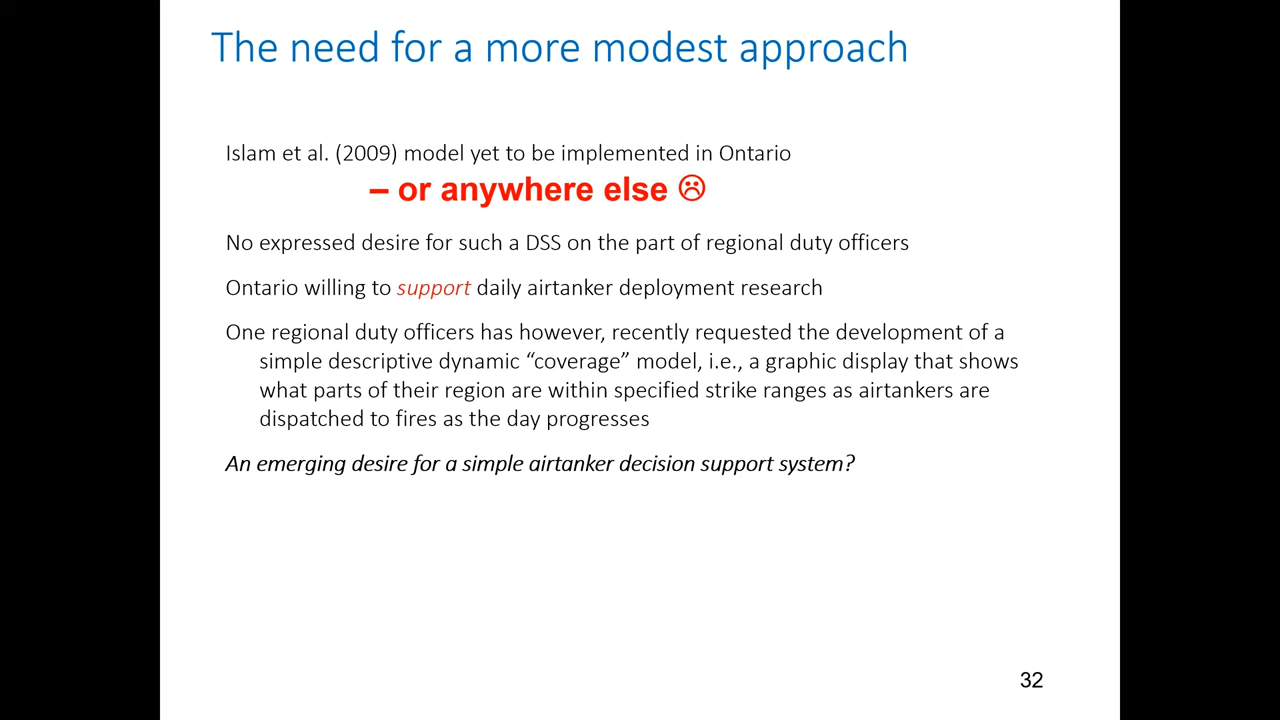 The need for a more modest approach
Islam et al. (2009) model yet to be implemented in Ontario
– or anywhere else ☹
No expressed desire for such a DSS on the part of regional duty officers
Ontario willing to support daily airtanker deployment research
One regional duty officers has however, recently requested the development of a
simple descriptive dynamic “coverage” model, i.e., a graphic display that shows
what parts of their region are within specified strike ranges as airtankers are
dispatched to fires as the day progresses
An emerging desire for a simple airtanker decision support system?
32